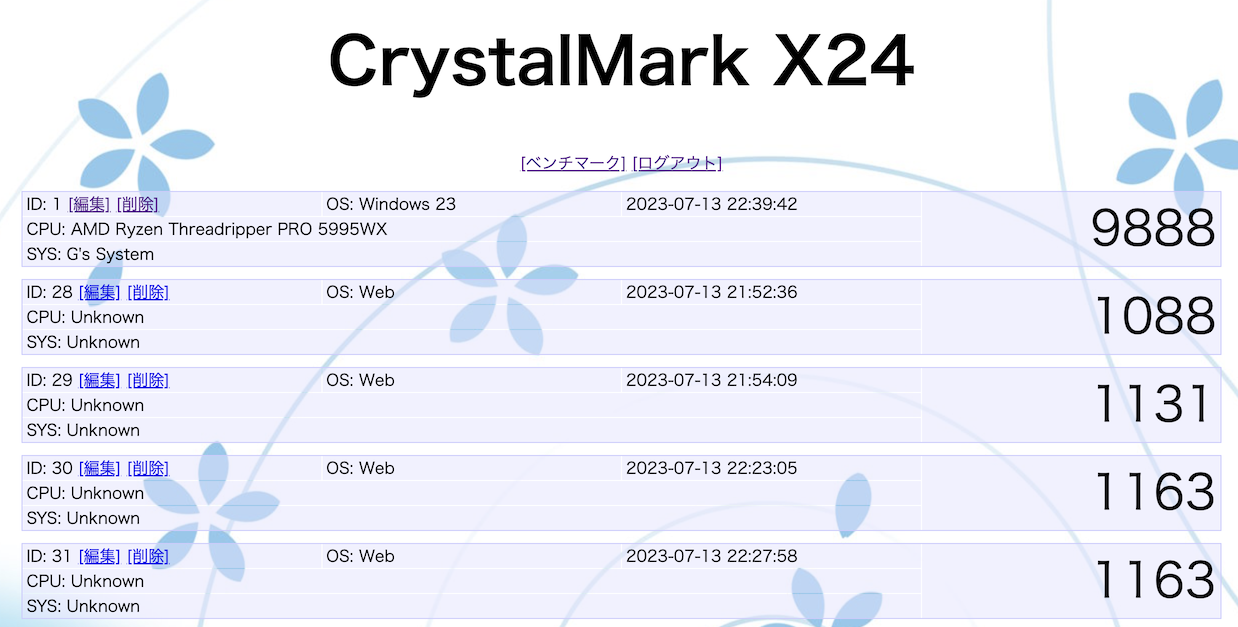 CrystalMark X24
[ベンチマーク] [ログアウト]
ID: 1 [編集] [削除] OS: Windows 23 2023-07-13 22:39:42 9888
CPU: AMD Ryzen Threadripper PRO 5995WX
SYS: G's System
ID: 28 [編集] [削除] OS: Web 2023-07-13 21:52:36 1088
CPU: Unknown
SYS: Unknown
ID: 29 [編集] [削除] OS: Web 2023-07-13 21:54:09 1131
CPU: Unknown
SYS: Unknown
ID: 30 [編集] [削除] OS: Web 2023-07-13 22:23:05 1163
CPU: Unknown
SYS: Unknown
ID: 31 [編集] [削除] OS: Web 2023-07-13 22:27:58 1163
CPU: Unknown
SYS: Unknown